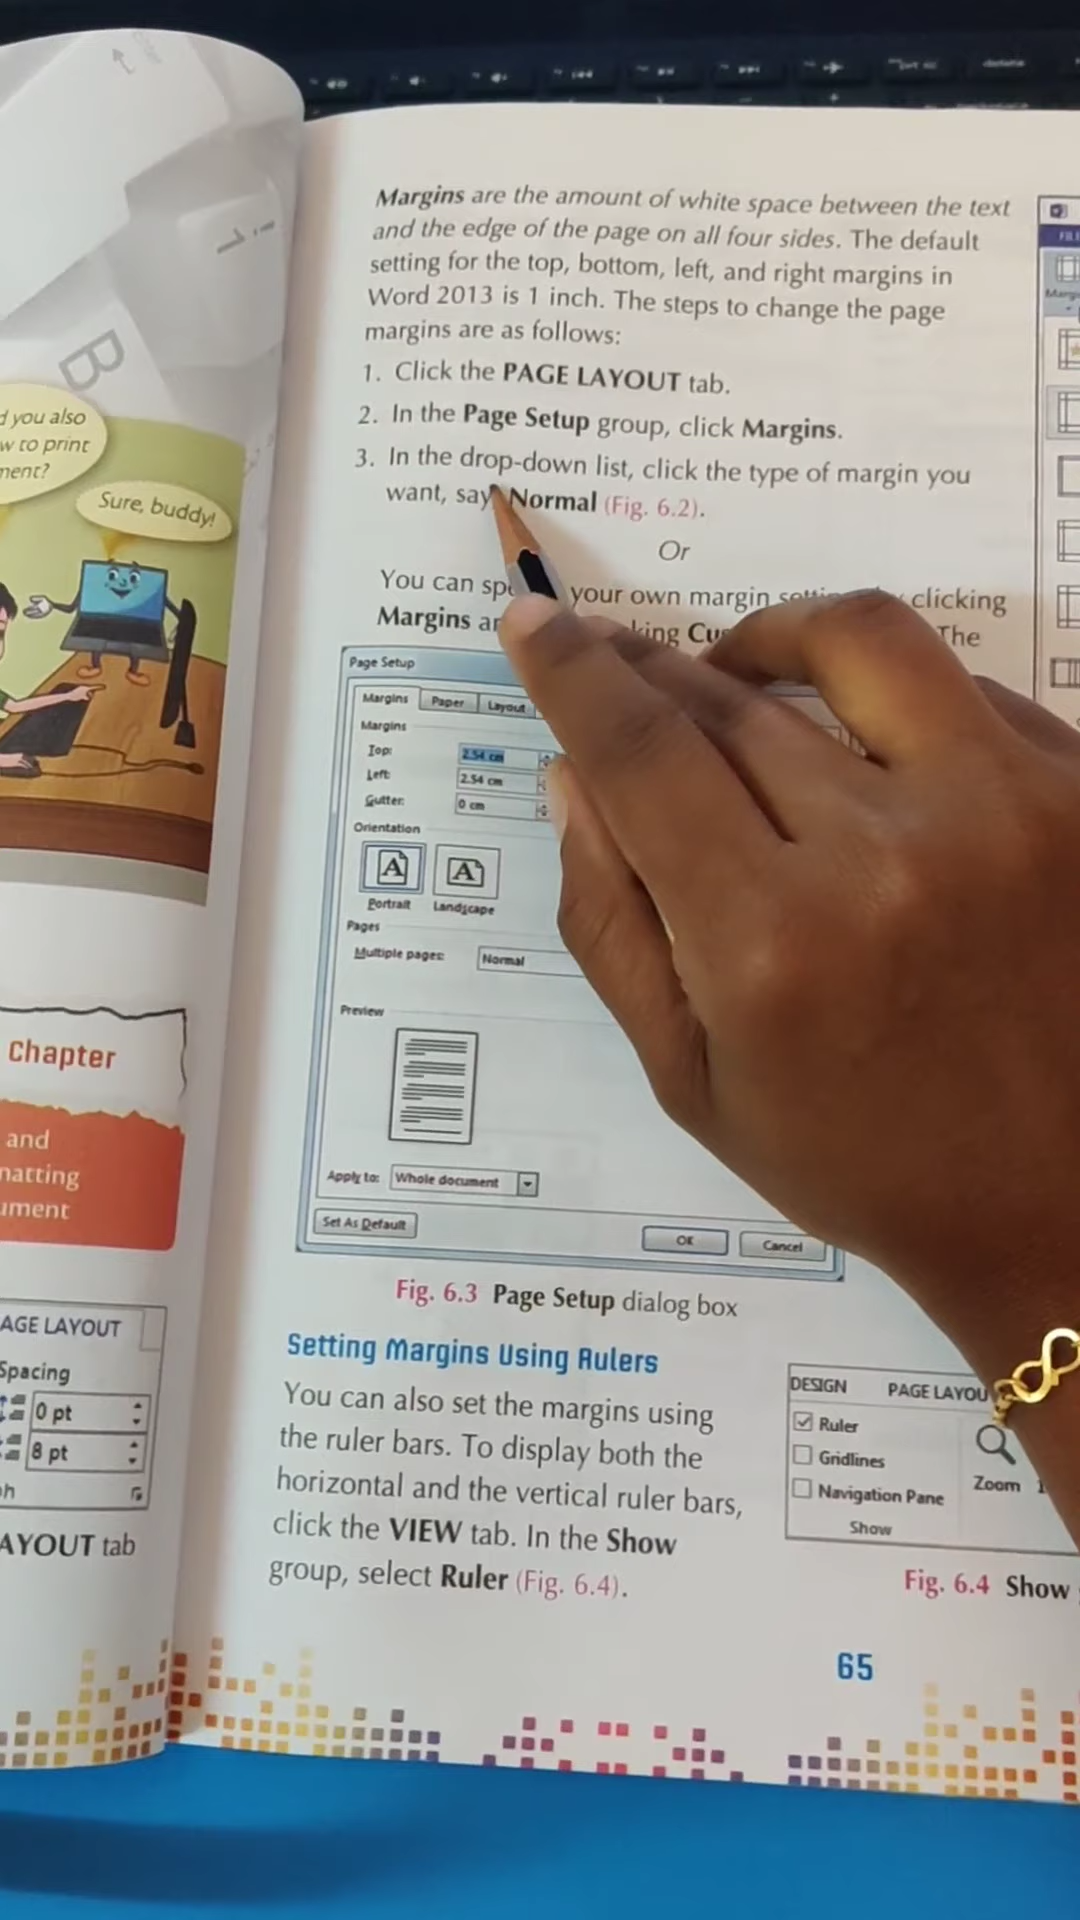 d you also
w to print
ment?
Sure, buddy!
Chapter
and
matting
ument
AGE LAYOUT
Spacing
0 pt
8 pt
AYOUT tab
Margins are the amount of white space between the text
and the edge of the page on all four sides. The default
setting for the top, bottom, left, and right margins in
Word 2013 is 1 inch. The steps to change the page
margins are as follows:
1. Click the PAGE LAYOUT tab.
2. In the Page Setup group, click Margins.
3. In the drop-down list, click the type of margin you
want, say, Normal (Fig. 6.2).
Or
You can your own margin clicking
Margins The
Page Setup
Margins Paper Layout
Margins
Top: 2.54 cm
Left: 2.54 cm
Gutter: 0 cm
Orientation
A A
Portrait Landscape
Pages
Multiple pages: Normal
Preview
Apply to: Whole document
Set As Default
OK Cancel
Fig. 6.3 Page Setup dialog box
Setting Margins Using Rulers
You can also set the margins using
the ruler bars. To display both the
horizontal and the vertical ruler bars,
click the VIEW tab. In the Show
group, select Ruler (Fig. 6.4).
DESIGN PAGE LAYOU
Ruler
Gridlines
Navigation Pane
Zoom
Show
Fig. 6.4 Show
65